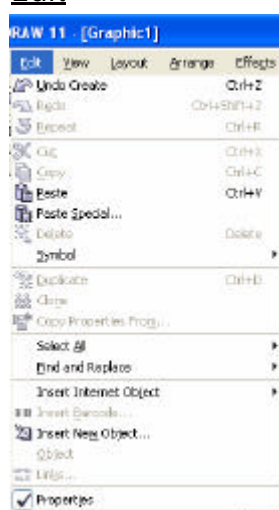 Edit
RAW 11 - [Graphic1]
Edit View Layout Arrange Effects
Undo Create Ctrl+Z
Redo Ctrl+Shift+Z
Repeat Ctrl+R
Cut Ctrl+X
Copy Ctrl+C
Paste Ctrl+V
Paste Special...
Delete Delete
Symbol
Duplicate Ctrl+D
Clone
Copy Properties From...
Select All
Find and Replace
Insert Internet Object
Insert Barcode...
Insert New Object...
Object
Links...
Properties